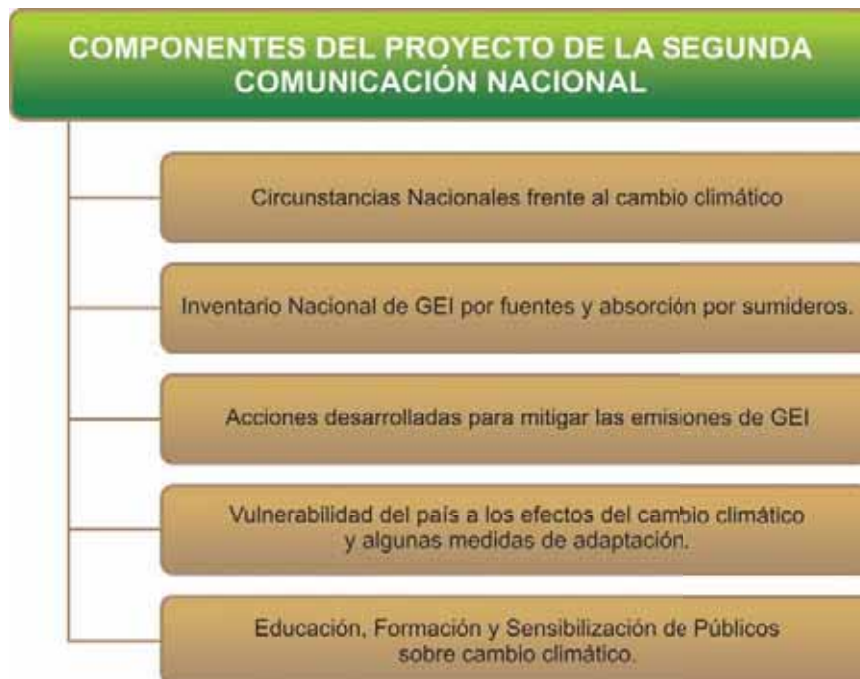 COMPONENTES DEL PROYECTO DE LA SEGUNDA
COMUNICACIÓN NACIONAL
Circunstancias Nacionales frente al cambio climático
Inventario Nacional de GEI por fuentes y absorción por sumideros.
Acciones desarrolladas para mitigar las emisiones de GEI
Vulnerabilidad del país a los efectos del cambio climático
y algunas medidas de adaptación.
Educación, Formación y Sensibilización de Públicos
sobre cambio climático.